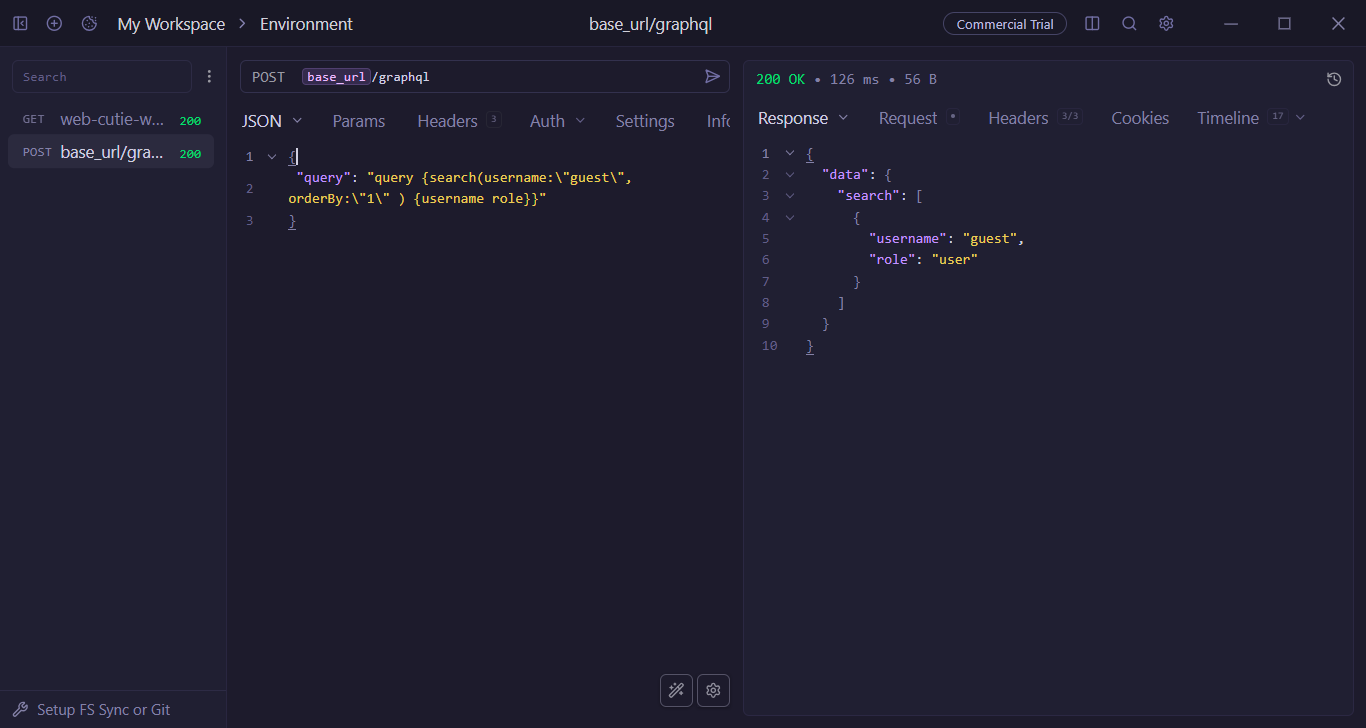 My Workspace > Environment
base_url/graphql
Commercial Trial
Search
GET web-cutie-w... 200
POST base_url/gra... 200
Setup FS Sync or Git
POST base_url/graphql
JSON Params Headers 3 Auth Settings Info
1 {
2 "query": "query {search(username:\"guest\",
orderBy:\"1\" ) {username role}}"
3 }
200 OK • 126 ms • 56 B
Response Request • Headers 3/3 Cookies Timeline 17
1 {
2 "data": {
3 "search": [
4 {
5 "username": "guest",
6 "role": "user"
7 }
8 ]
9 }
10 }